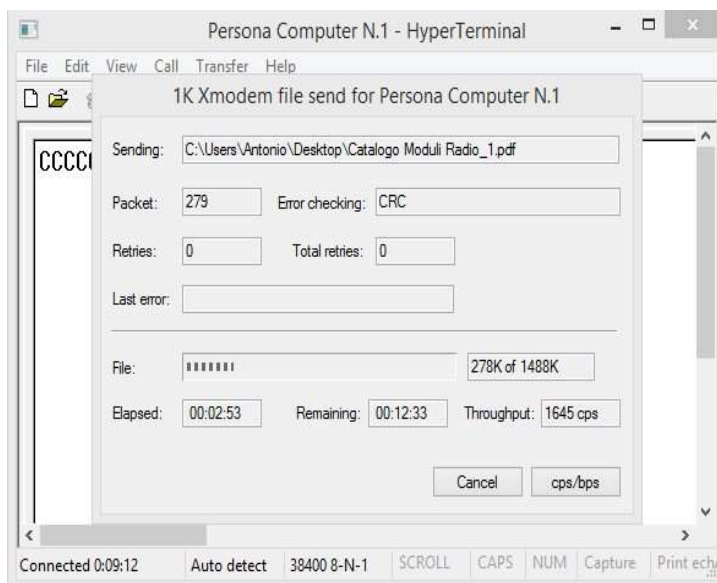 Persona Computer N.1 - HyperTerminal
File Edit View Call Transfer Help
1K Xmodem file send for Persona Computer N.1
CCCC
Sending: C:\Users\Antonio\Desktop\Catalogo Moduli Radio_1.pdf
Packet: 279 Error checking: CRC
Retries: 0 Total retries: 0
Last error:
File: 278K of 1488K
Elapsed: 00:02:53 Remaining: 00:12:33 Throughput: 1645 cps
Cancel cps/bps
Connected 0:09:12 Auto detect 38400 8-N-1 SCROLL CAPS NUM Capture Print ech